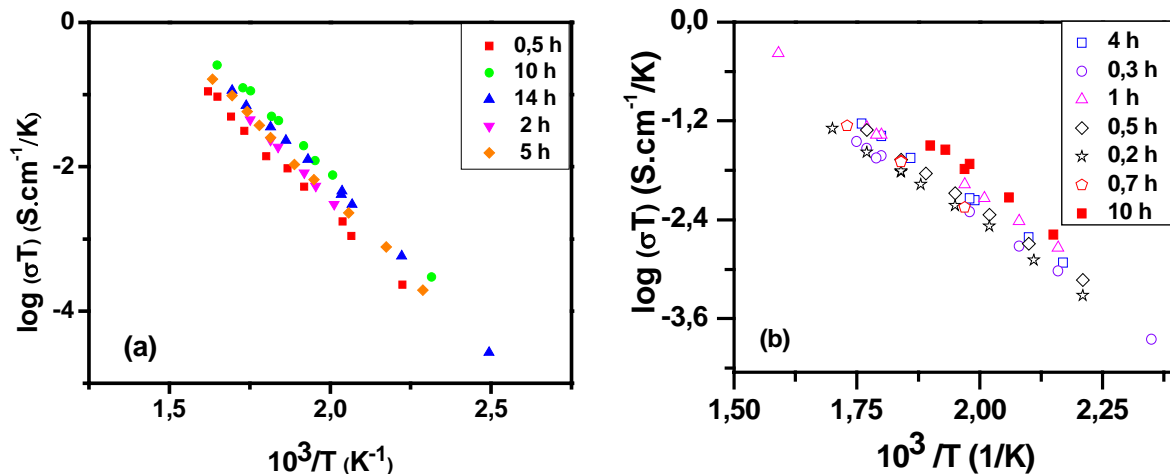 0
-2
-4
log (σT) (S.cm⁻¹/K)
0,5 h
10 h
14 h
2 h
5 h
(a)
1,5
2,0
2,5
10³/T (K⁻¹)
0,0
-1,2
-2,4
-3,6
log (σT) (S.cm⁻¹/K)
4 h
0,3 h
1 h
0,5 h
0,2 h
0,7 h
10 h
(b)
1,50
1,75
2,00
2,25
10³ /T (1/K)